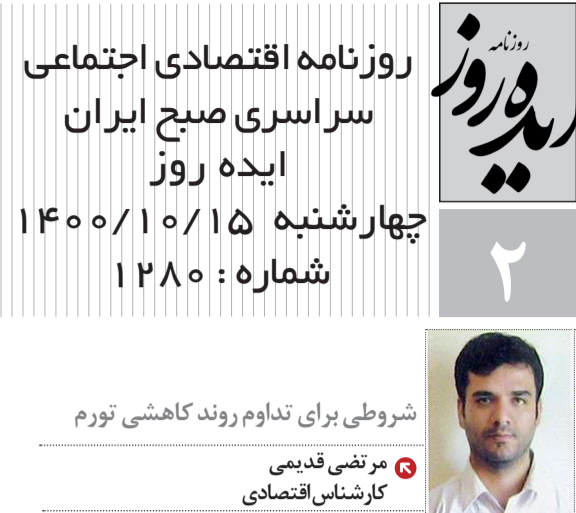 روزنامه
ایده روز
روزنامه اقتصادی اجتماعی
سراسری صبح ایران
ایده روز
چهارشنبه ۱۴۰۰/۱۰/۱۵
شماره : ۱۲۸۰
۲
شروطی برای تداوم روند کاهشی تورم
مرتضی قدیمی
کارشناس اقتصادی